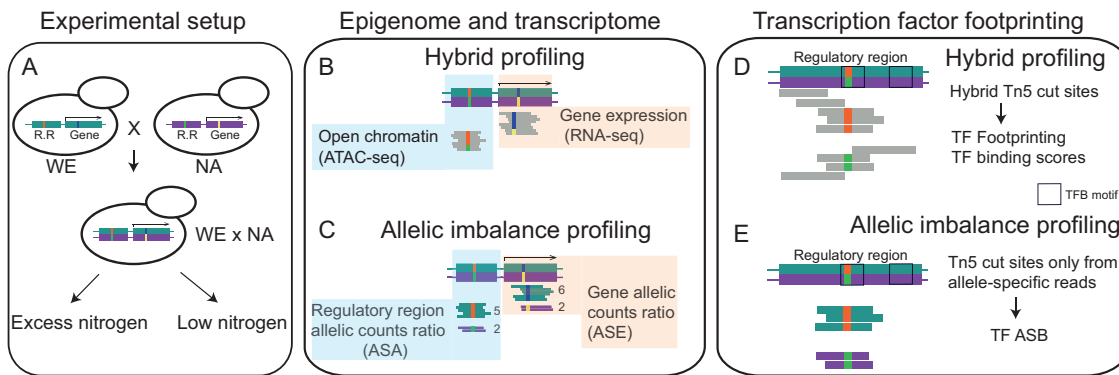 Experimental setup
A
R.R Gene
WE
X
R.R Gene
NA
WE x NA
Excess nitrogen
Low nitrogen
Epigenome and transcriptome
Hybrid profiling
B
Open chromatin
(ATAC-seq)
Gene expression
(RNA-seq)
C
Allelic imbalance profiling
Regulatory region
allelic counts ratio
(ASA)
5
2
6
2
Gene allelic
counts ratio
(ASE)
Transcription factor footprinting
D
Regulatory region
Hybrid profiling
Hybrid Tn5 cut sites
TF Footprinting
TF binding scores
TFB motif
E
Allelic imbalance profiling
Regulatory region
Tn5 cut sites only from
allele-specific reads
TF ASB